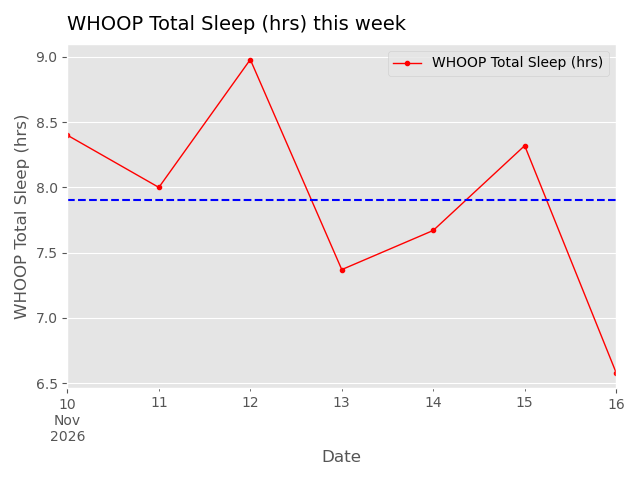 WHOOP Total Sleep (hrs) this week
WHOOP Total Sleep (hrs)
WHOOP Total Sleep (hrs)
9.0
8.5
8.0
7.5
7.0
6.5
10 11 12 13 14 15 16
Nov
2026
Date